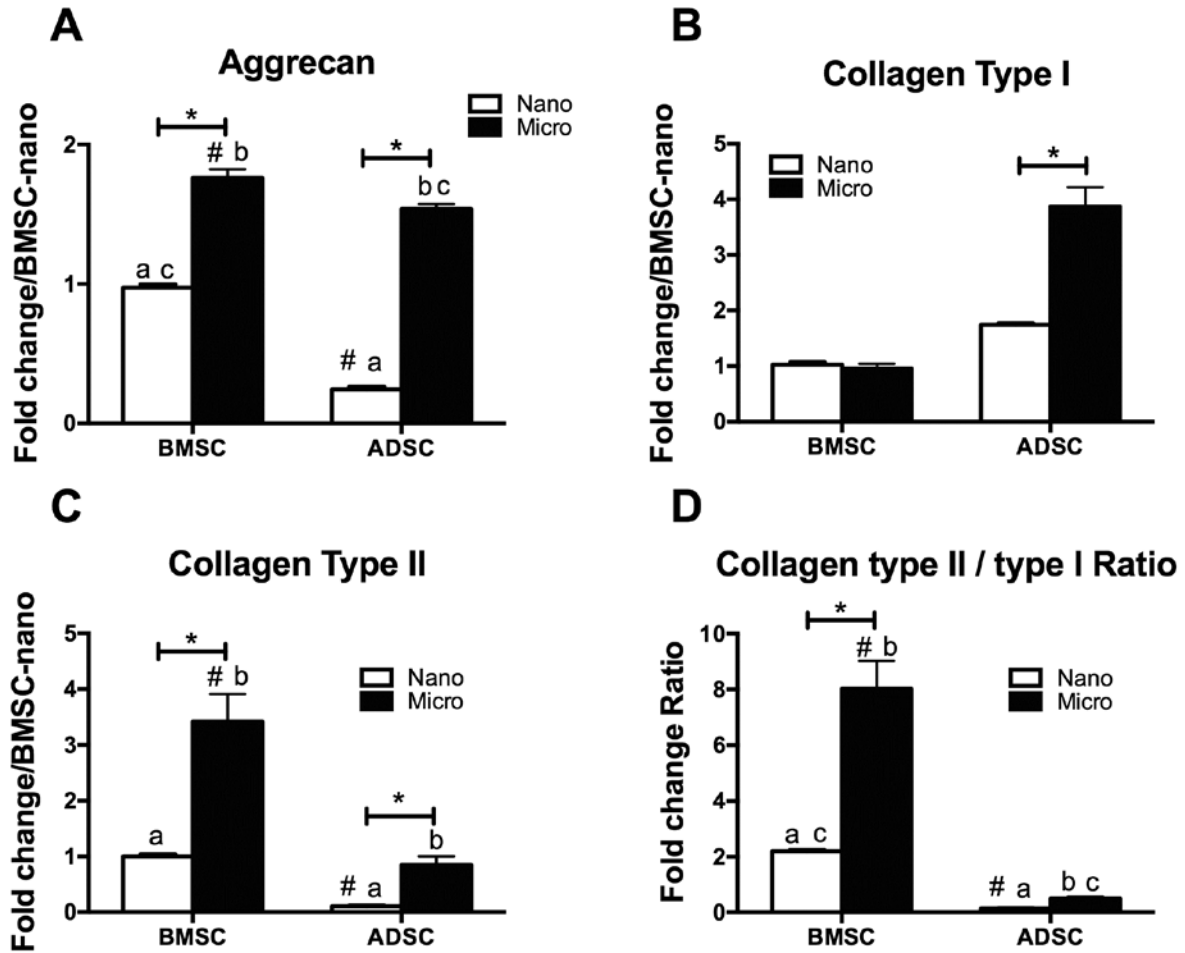 A
Aggrecan
Fold change/BMSC-nano
Nano
Micro
*
# b
*
b c
a c
# a
2
1
0
BMSC
ADSC
B
Collagen Type I
Fold change/BMSC-nano
Nano
Micro
*
5
4
3
2
1
0
BMSC
ADSC
C
Collagen Type II
Fold change/BMSC-nano
Nano
Micro
*
# b
*
a
b
# a
5
4
3
2
1
0
BMSC
ADSC
D
Collagen type II / type I Ratio
Fold change Ratio
Nano
Micro
*
# b
a c
# a
b c
10
8
6
4
2
0
BMSC
ADSC